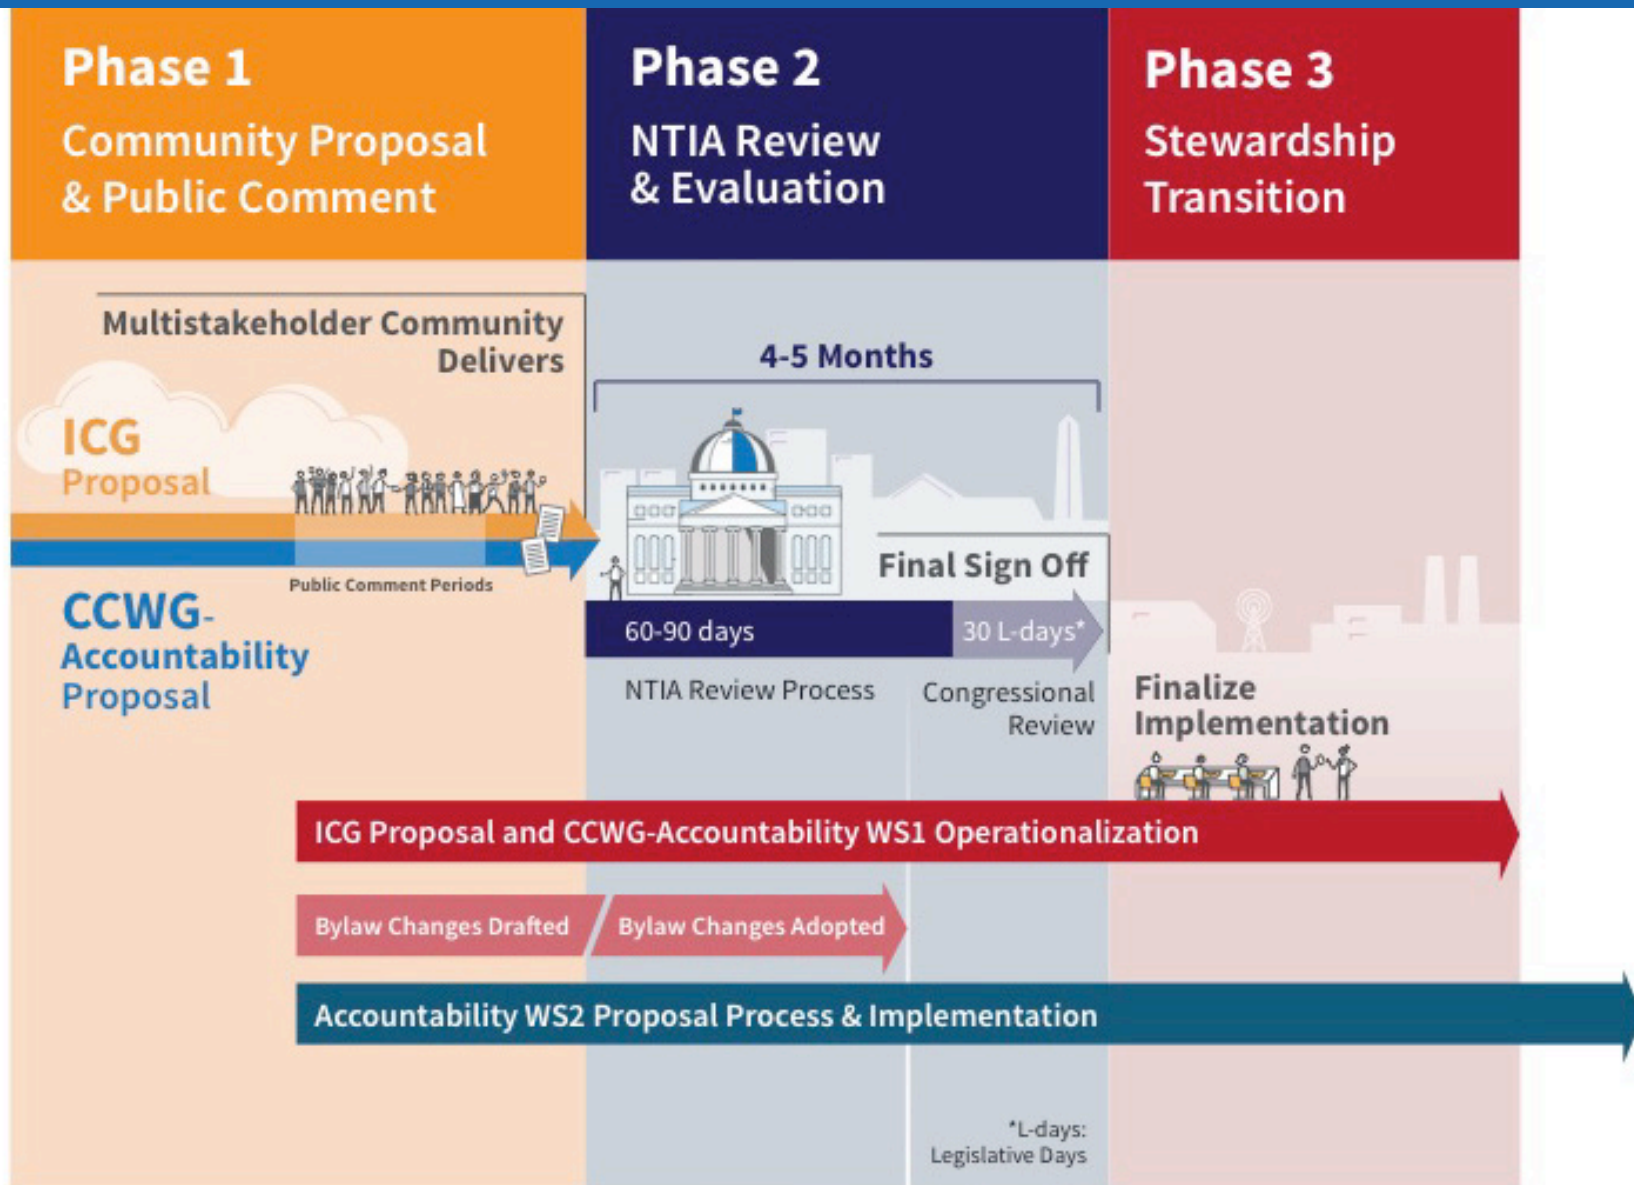 Phase 1
Community Proposal
& Public Comment
Phase 2
NTIA Review
& Evaluation
Phase 3
Stewardship
Transition
Multistakeholder Community
Delivers
ICG
Proposal
Public Comment Periods
CCWG-
Accountability
Proposal
4-5 Months
Final Sign Off
60-90 days
30 L-days*
NTIA Review Process
Congressional
Review
Finalize
Implementation
ICG Proposal and CCWG-Accountability WS1 Operationalization
Bylaw Changes Drafted
Bylaw Changes Adopted
Accountability WS2 Proposal Process & Implementation
*L-days:
Legislative Days